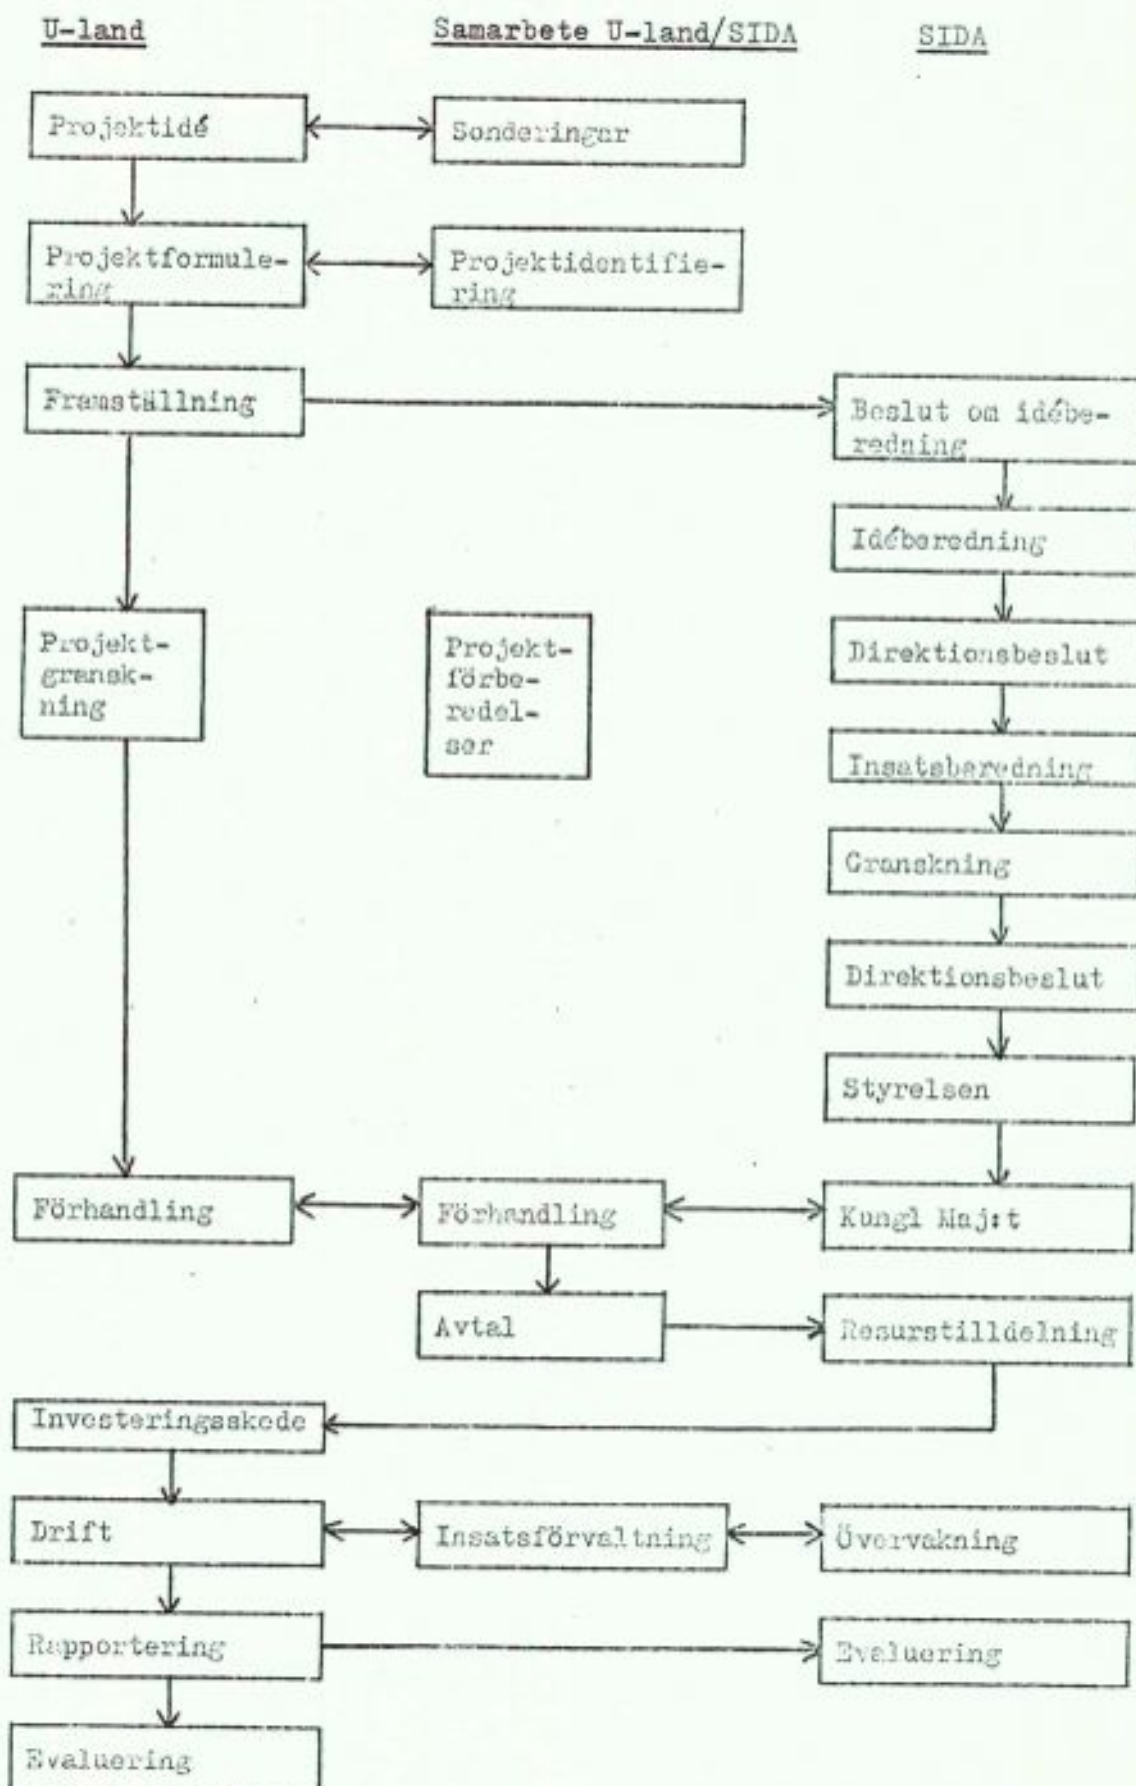 U-land
Samarbete U-land/SIDA
SIDA
Projektidé
Sonderingar
Projektformule-
ring
Projektidentifie-
ring
Framställning
Beslut om idébe-
redning
Idéberedning
Projekt-
gransk-
ning
Projekt-
förbe-
redel-
ser
Direktionsbeslut
Insatsberedning
Granskning
Direktionsbeslut
Styrelsen
Förhandling
Förhandling
Kungl Maj:t
Avtal
Resurstilldelning
Investeringsskede
Drift
Insatsförvaltning
Övervakning
Rapportering
Evaluering
Evaluering